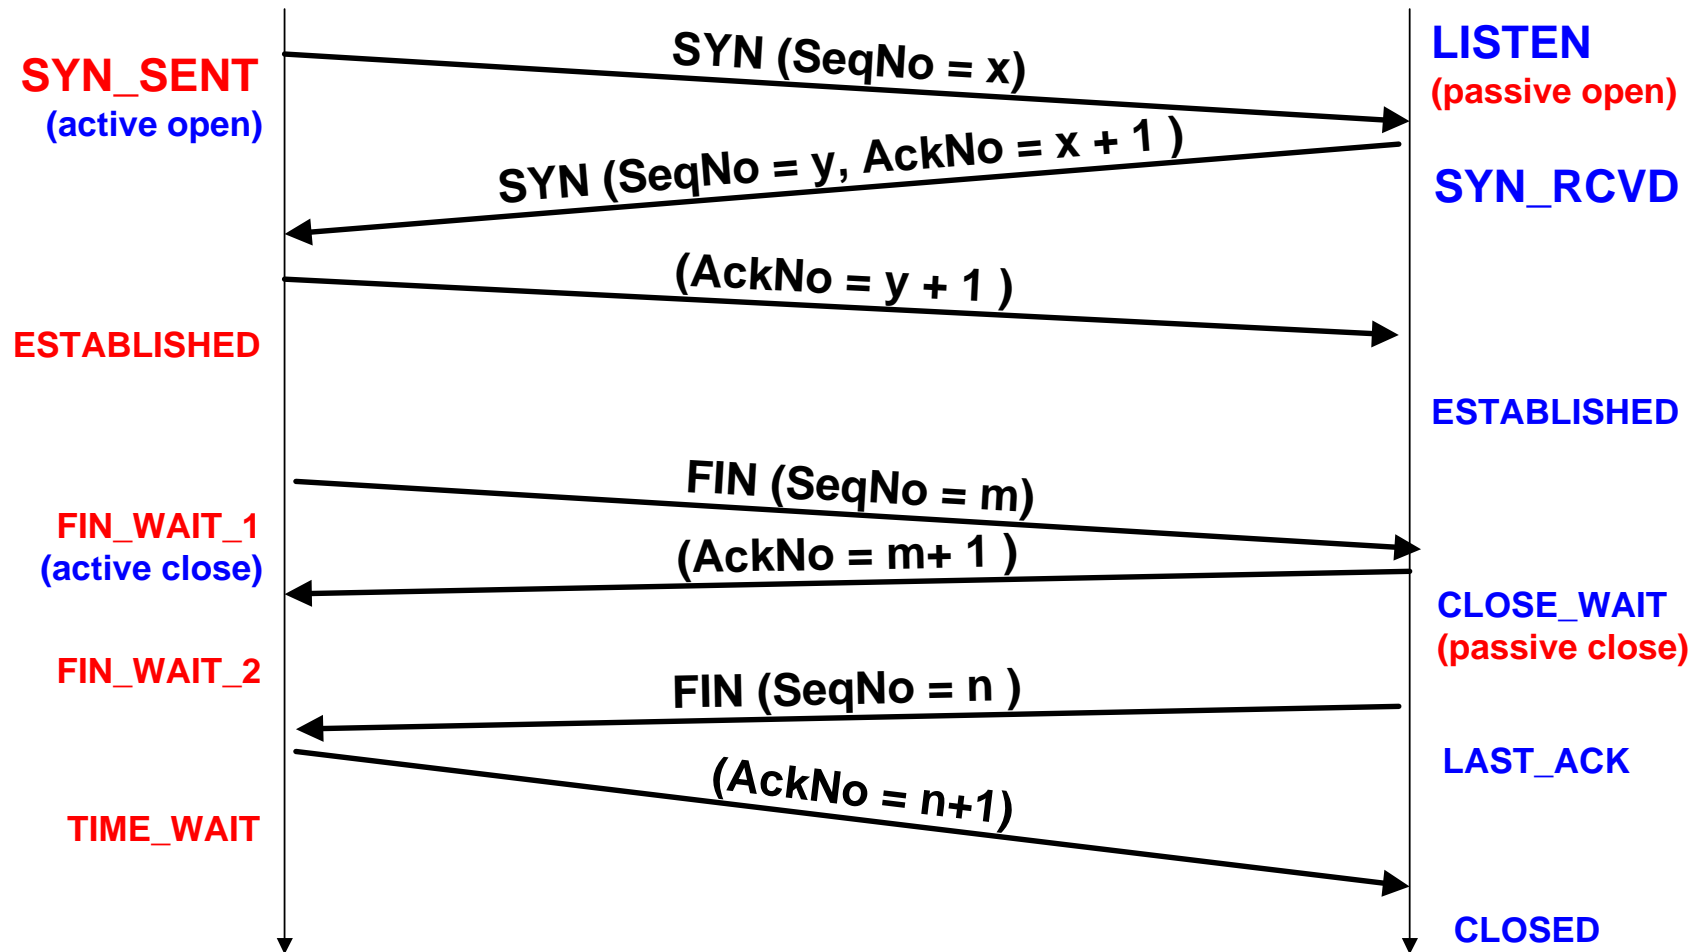 SYN (SeqNo = x)
LISTEN
SYN_SENT
(passive open)
(active open)
SYN (SeqNo = y, AckNo = x + 1 )
SYN_RCVD
(AckNo = y + 1 )
ESTABLISHED
ESTABLISHED
FIN (SeqNo = m)
FIN_WAIT_1
(AckNo = m+ 1 )
(active close)
CLOSE_WAIT
(passive close)
FIN_WAIT_2
FIN (SeqNo = n )
LAST_ACK
(AckNo = n+1)
TIME_WAIT
CLOSED